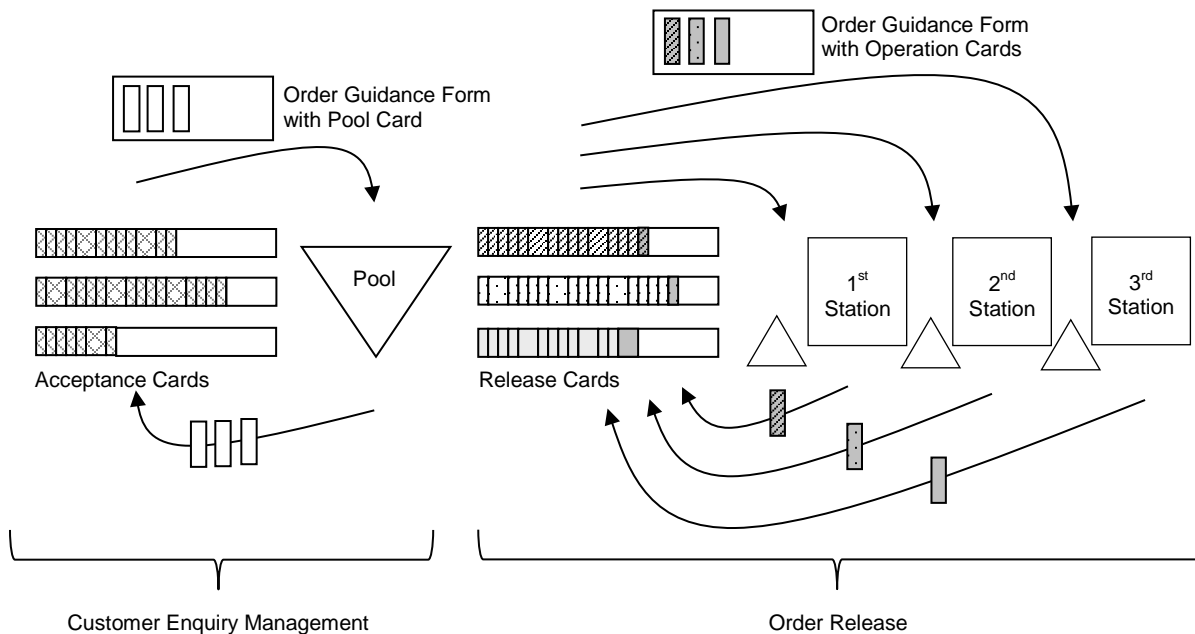 Order Guidance Form
with Operation Cards
Order Guidance Form
with Pool Card
Pool
1st
Station
2nd
Station
3rd
Station
Acceptance Cards
Release Cards
Customer Enquiry Management
Order Release